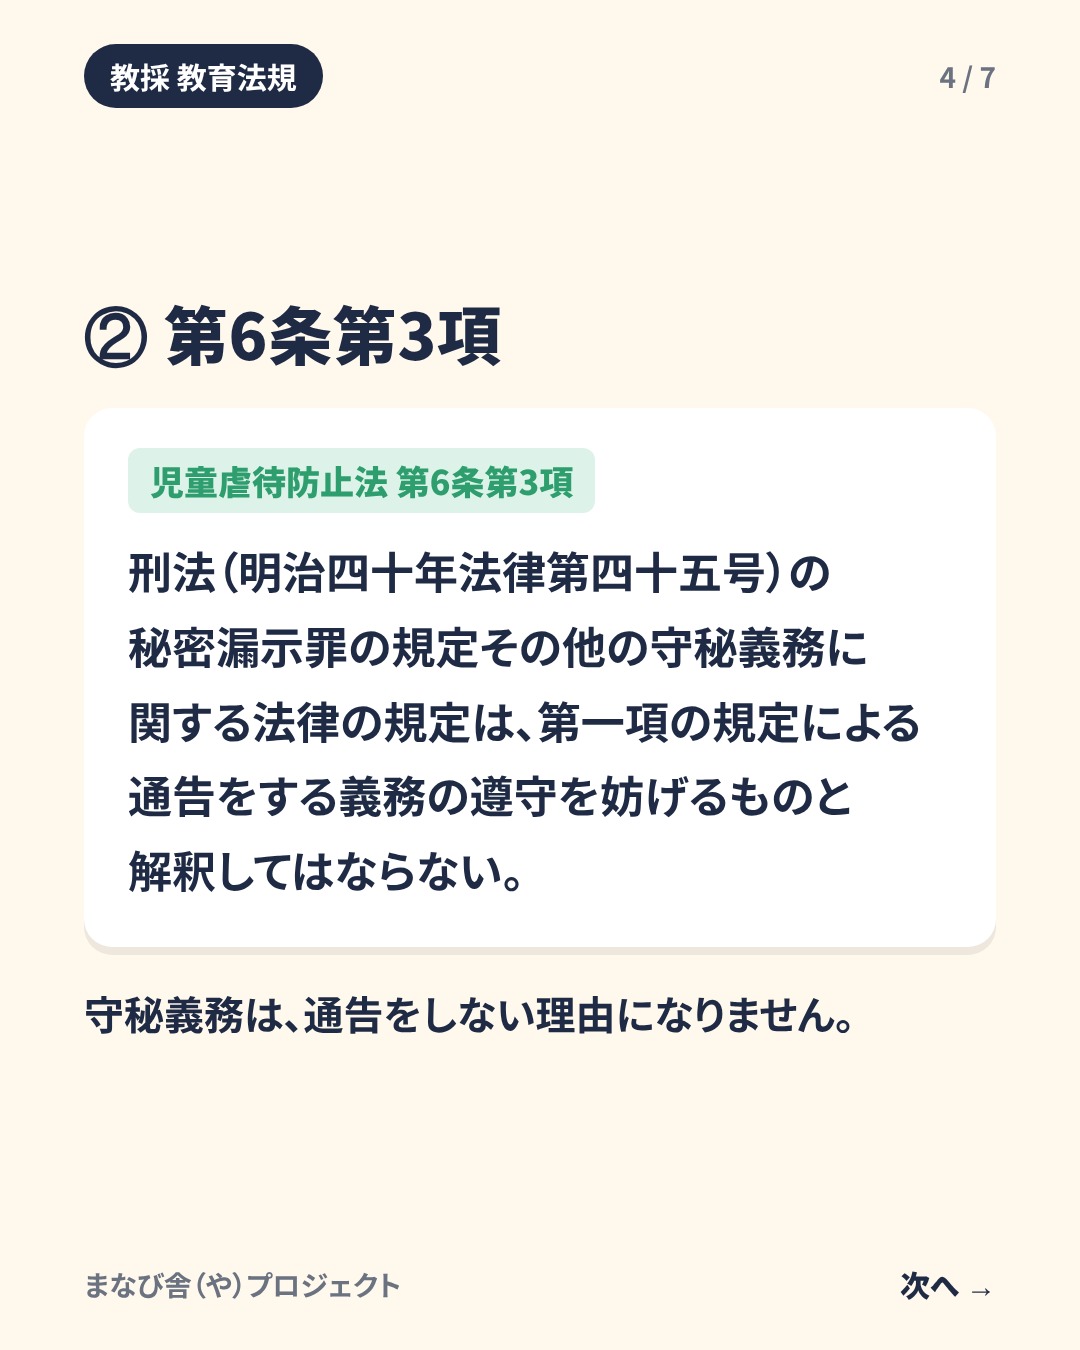 教採 教育法規
4 / 7
② 第6条第3項
児童虐待防止法 第6条第3項
刑法（明治四十年法律第四十五号）の
秘密漏示罪の規定その他の守秘義務に
関する法律の規定は、第一項の規定による
通告をする義務の遵守を妨げるものと
解釈してはならない。
守秘義務は、通告をしない理由になりません。
まなび舎（や）プロジェクト
次へ →